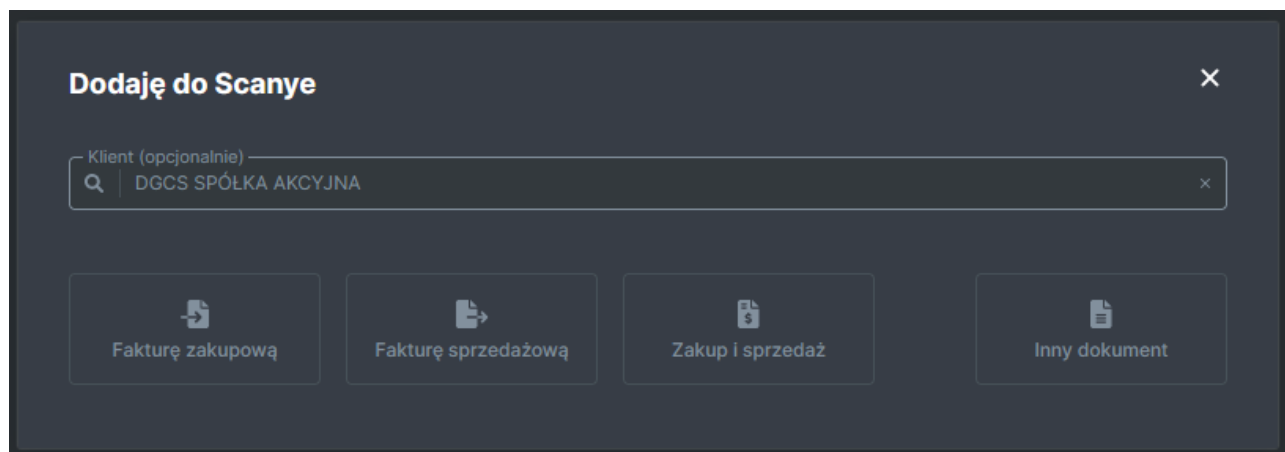 Dodaję do Scanye
Klient (opcjonalnie)
DGCS SPÓŁKA AKCYJNA
Fakturę zakupową
Fakturę sprzedażową
Zakup i sprzedaż
Inny dokument